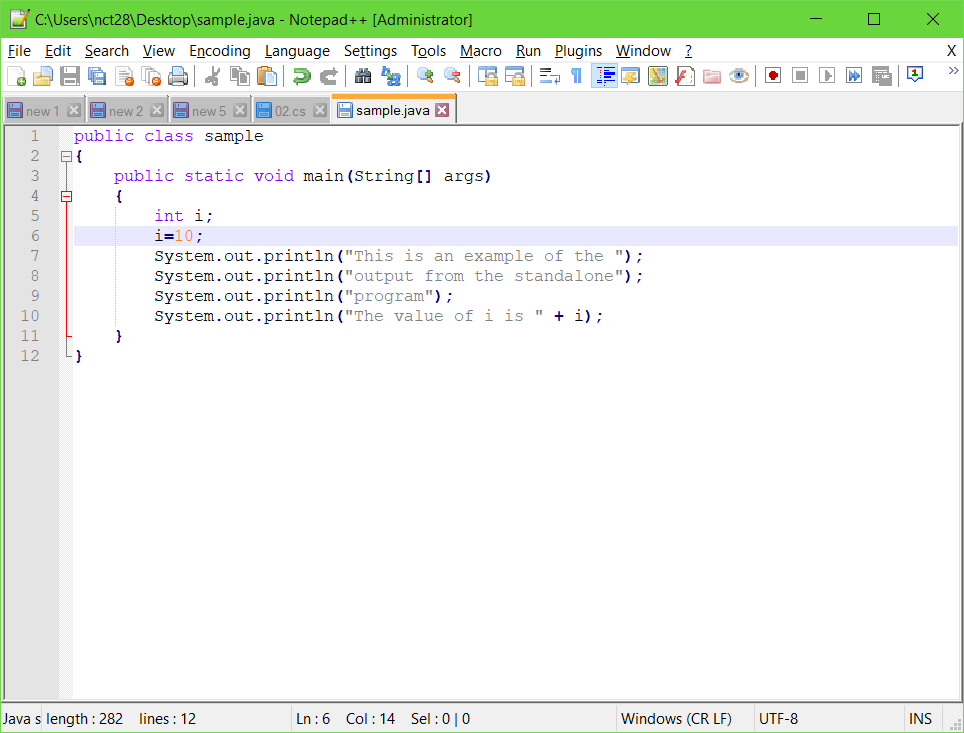 C:\Users\nct28\Desktop\sample.java - Notepad++ [Administrator]
File Edit Search View Encoding Language Settings Tools Macro Run Plugins Window ? X
new 1 new 2 new 5 02.cs sample.java
1 public class sample
2 {
3     public static void main(String[] args)
4     {
5         int i;
6         i=10;
7         System.out.println("This is an example of the ");
8         System.out.println("output from the standalone");
9         System.out.println("program");
10         System.out.println("The value of i is " + i);
11     }
12 }
Java s length : 282 lines : 12 Ln : 6 Col : 14 Sel : 0 | 0 Windows (CR LF) UTF-8 INS